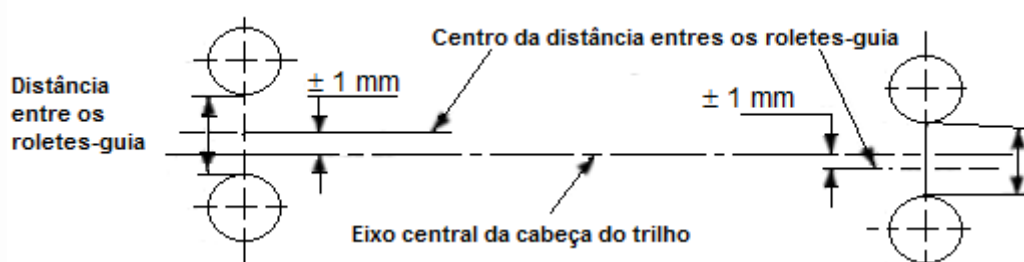 Centro da distância entres os roletes-guia
Distância
entre os
roletes-guia
± 1 mm
± 1 mm
Eixo central da cabeça do trilho